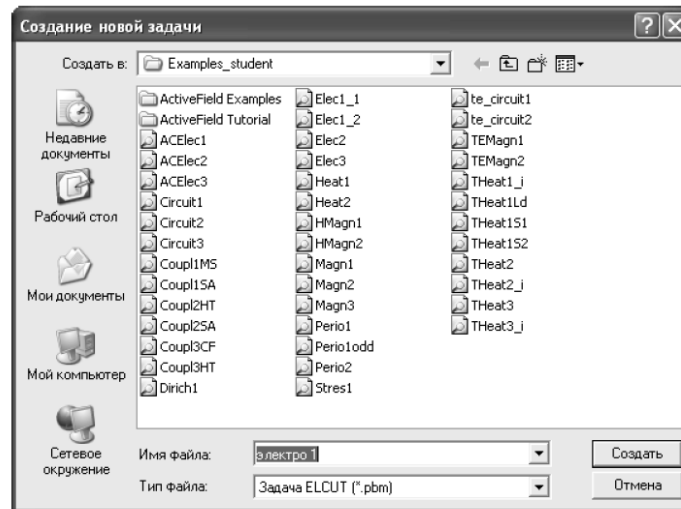 Создание новой задачи
Создать в:
Examples_student
Недавние
документы
Рабочий стол
Мои документы
Мой компьютер
Сетевое
окружение
ActiveField Examples
ActiveField Tutorial
ACElec1
ACElec2
ACElec3
Circuit1
Circuit2
Circuit3
Coupl1MS
Coupl1SA
Coupl2HT
Coupl2SA
Coupl3CF
Coupl3HT
Dirich1
Elec1_1
Elec1_2
Elec2
Elec3
Heat1
Heat2
HMagn1
HMagn2
Magn1
Magn2
Magn3
Perio1
Perio1odd
Perio2
Stres1
te_circuit1
te_circuit2
TEMagn1
TEMagn2
THeat1_i
THeat1Ld
THeat1S1
THeat1S2
THeat2
THeat2_i
THeat3
THeat3_i
Имя файла:
электро 1
Создать
Тип файла:
Задача ELCUT (*.pbm)
Отмена